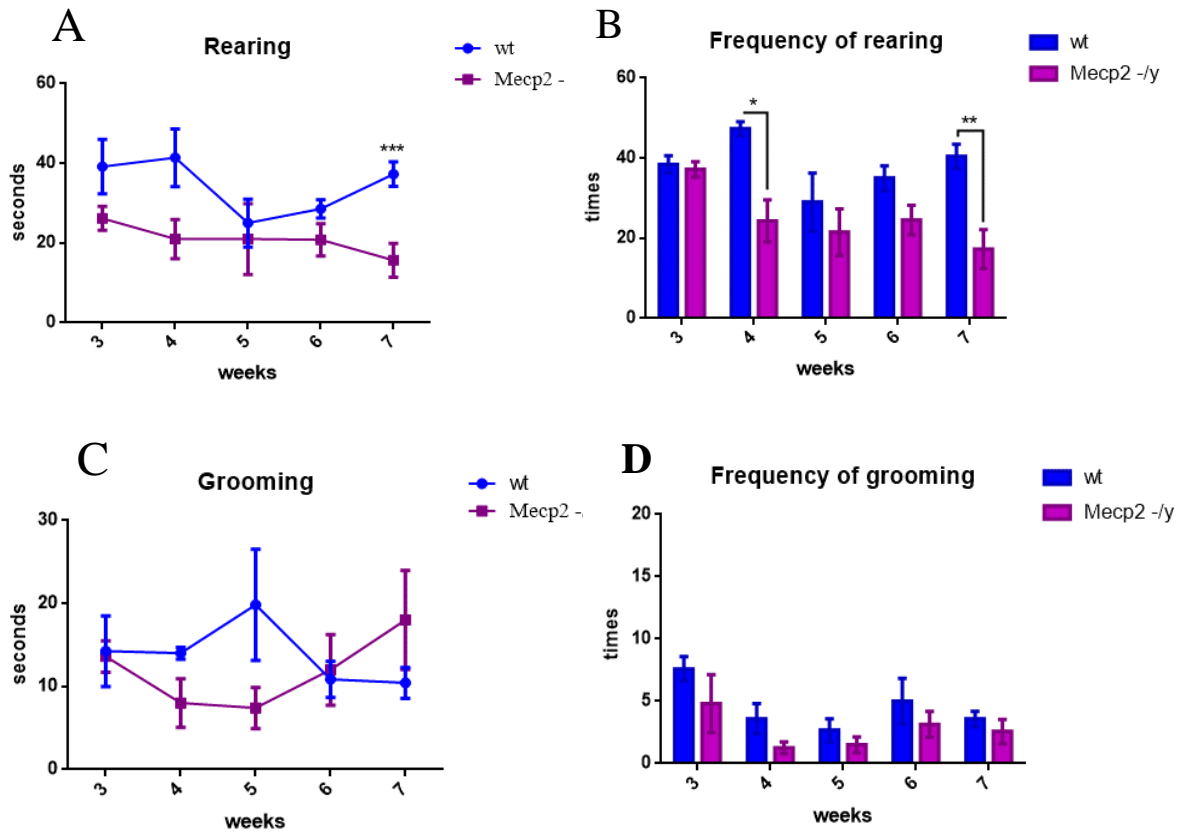 A
Rearing
wt
Mecp2 -
60
40
20
0
seconds
***
3 4 5 6 7
weeks
B
Frequency of rearing
wt
Mecp2 -/y
60
40
20
0
times
*
**
3 4 5 6 7
weeks
C
Grooming
wt
Mecp2 -
30
20
10
0
seconds
3 4 5 6 7
weeks
D
Frequency of grooming
wt
Mecp2 -/y
20
15
10
5
0
times
3 4 5 6 7
weeks